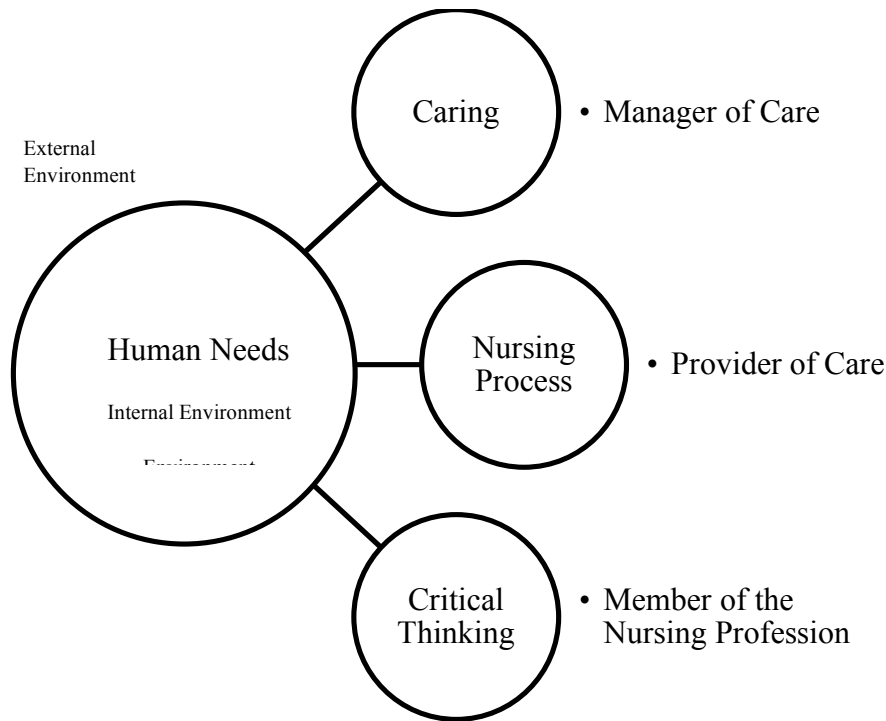 Caring
• Manager of Care
External
Environment
Human Needs
Internal Environment
Nursing
Process
• Provider of Care
Critical
Thinking
• Member of the
Nursing Profession